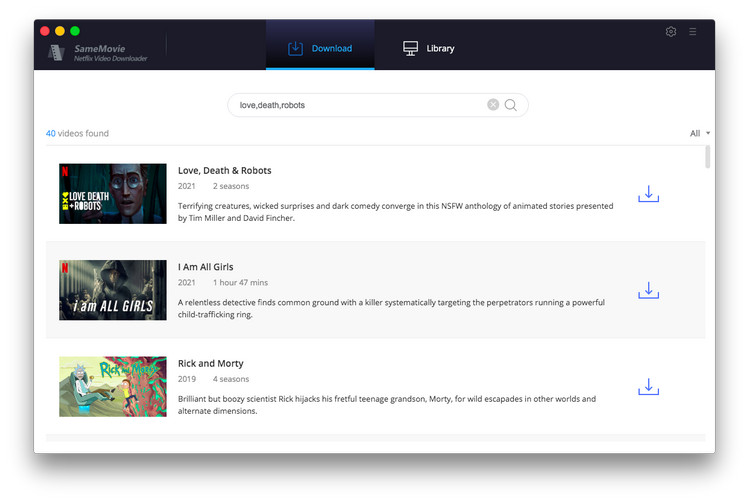 SameMovie
Netflix Video Downloader
Download
Library
love,death,robots
40 videos found
All
N
LOVE DEATH
+ROBOTS
Love, Death & Robots
2021 2 seasons
Terrifying creatures, wicked surprises and dark comedy converge in this NSFW anthology of animated stories presented
by Tim Miller and David Fincher.
N
i am ALL GIRLS
I Am All Girls
2021 1 hour 47 mins
A relentless detective finds common ground with a killer systematically targeting the perpetrators running a powerful
child-trafficking ring.
Rick and Morty
Rick and Morty
2019 4 seasons
Brilliant but boozy scientist Rick hijacks his fretful teenage grandson, Morty, for wild escapades in other worlds and
alternate dimensions.